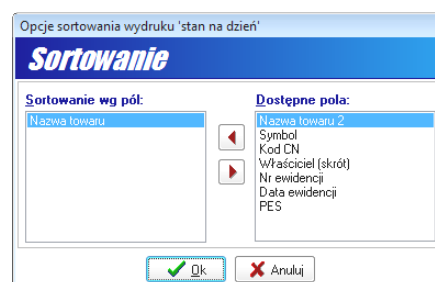 Opcje sortowania wydruku 'stan na dzień'
Sortowanie
Sortowanie wg pól:
Nazwa towaru
Dostępne pola:
Nazwa towaru 2
Symbol
Kod CN
Właściciel (skrót)
Nr ewidencji
Data ewidencji
PES
Ok
Anuluj